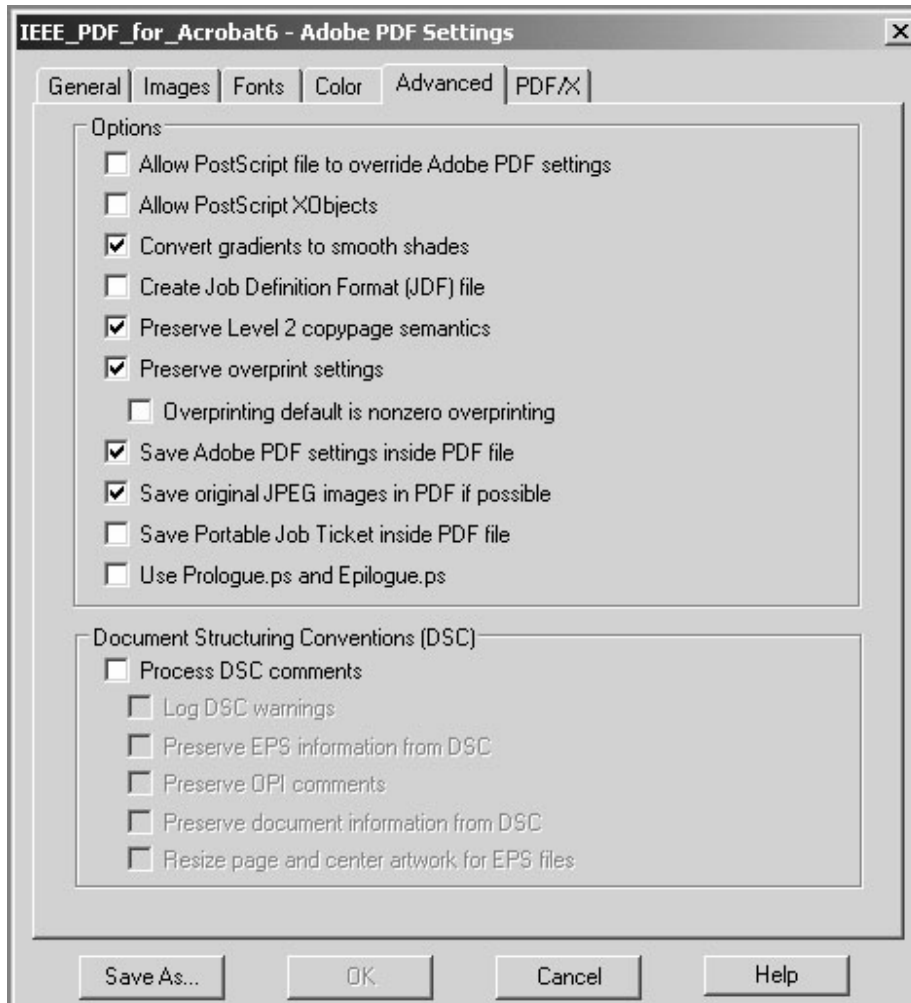 IEEE_PDF_for_Acrobat6 - Adobe PDF Settings
General Images Fonts Color Advanced PDF/X
Options
Allow PostScript file to override Adobe PDF settings
Allow PostScript XObjects
Convert gradients to smooth shades
Create Job Definition Format (JDF) file
Preserve Level 2 copypage semantics
Preserve overprint settings
Overprinting default is nonzero overprinting
Save Adobe PDF settings inside PDF file
Save original JPEG images in PDF if possible
Save Portable Job Ticket inside PDF file
Use Prologue.ps and Epilogue.ps
Document Structuring Conventions (DSC)
Process DSC comments
Log DSC warnings
Preserve EPS information from DSC
Preserve OPI comments
Preserve document information from DSC
Resize page and center artwork for EPS files
Save As... OK Cancel Help